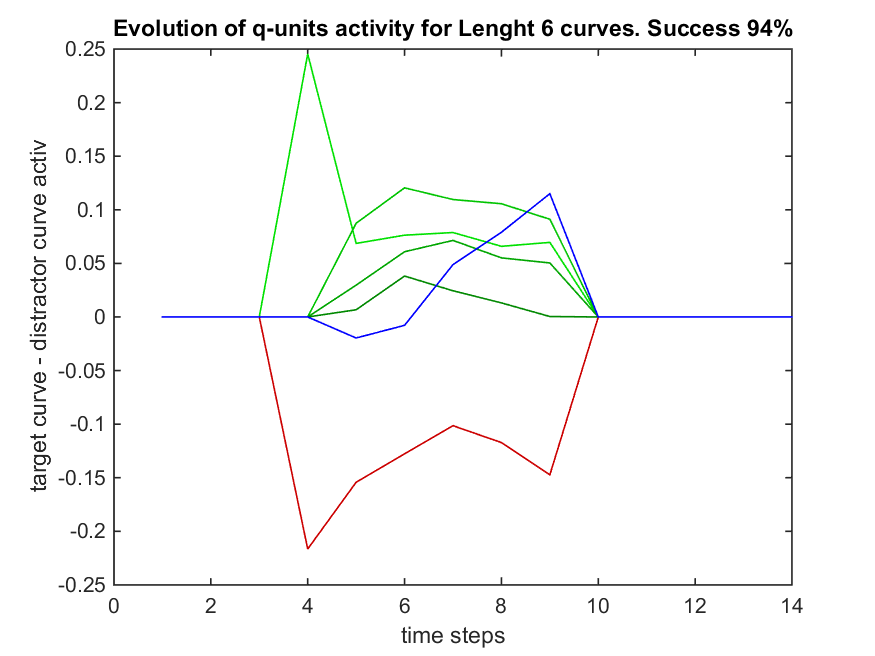 Evolution of q-units activity for Lenght 6 curves. Success 94%
0.25
0.2
0.15
0.1
0.05
0
-0.05
-0.1
-0.15
-0.2
-0.25
target curve - distractor curve activ
0 2 4 6 8 10 12 14
time steps